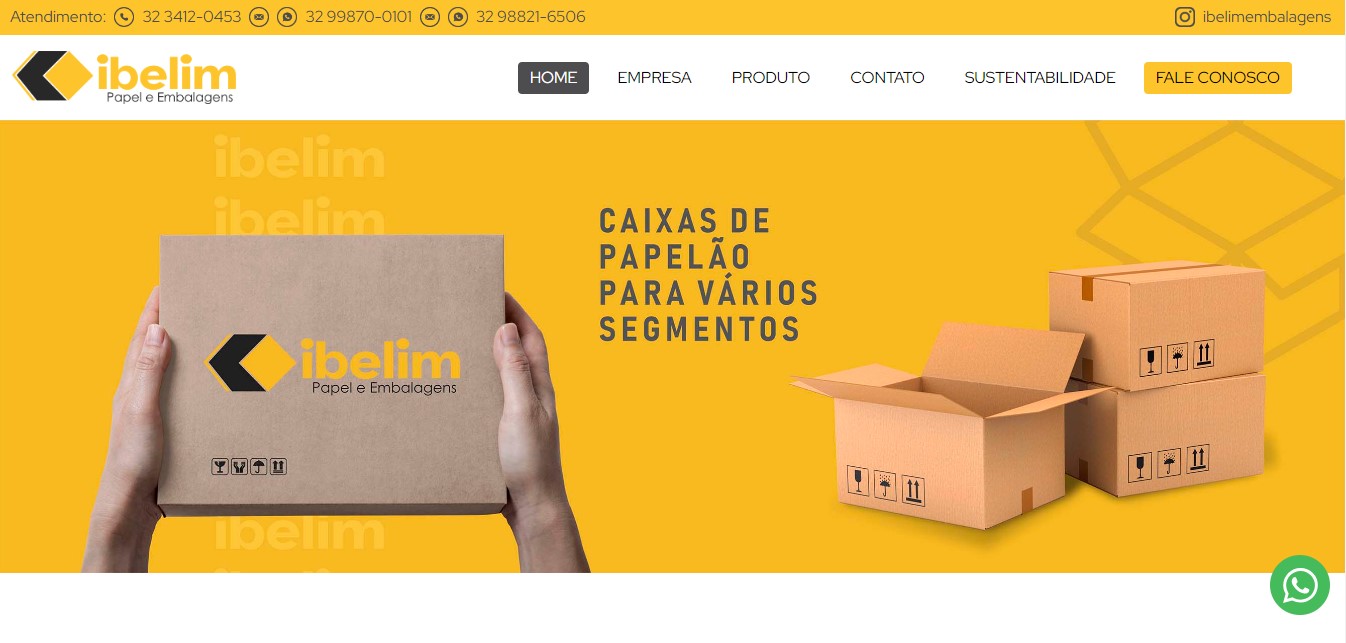 Atendimento: 32 3412-0453 32 99870-0101 32 98821-6506 ibelimembalagens
ibelim
Papel e Embalagens
HOME EMPRESA PRODUTO CONTATO SUSTENTABILIDADE FALE CONOSCO
ibelim
ibelim
CAIXAS DE
PAPELÃO
PARA VÁRIOS
SEGMENTOS
ibelim
Papel e Embalagens
ibelim